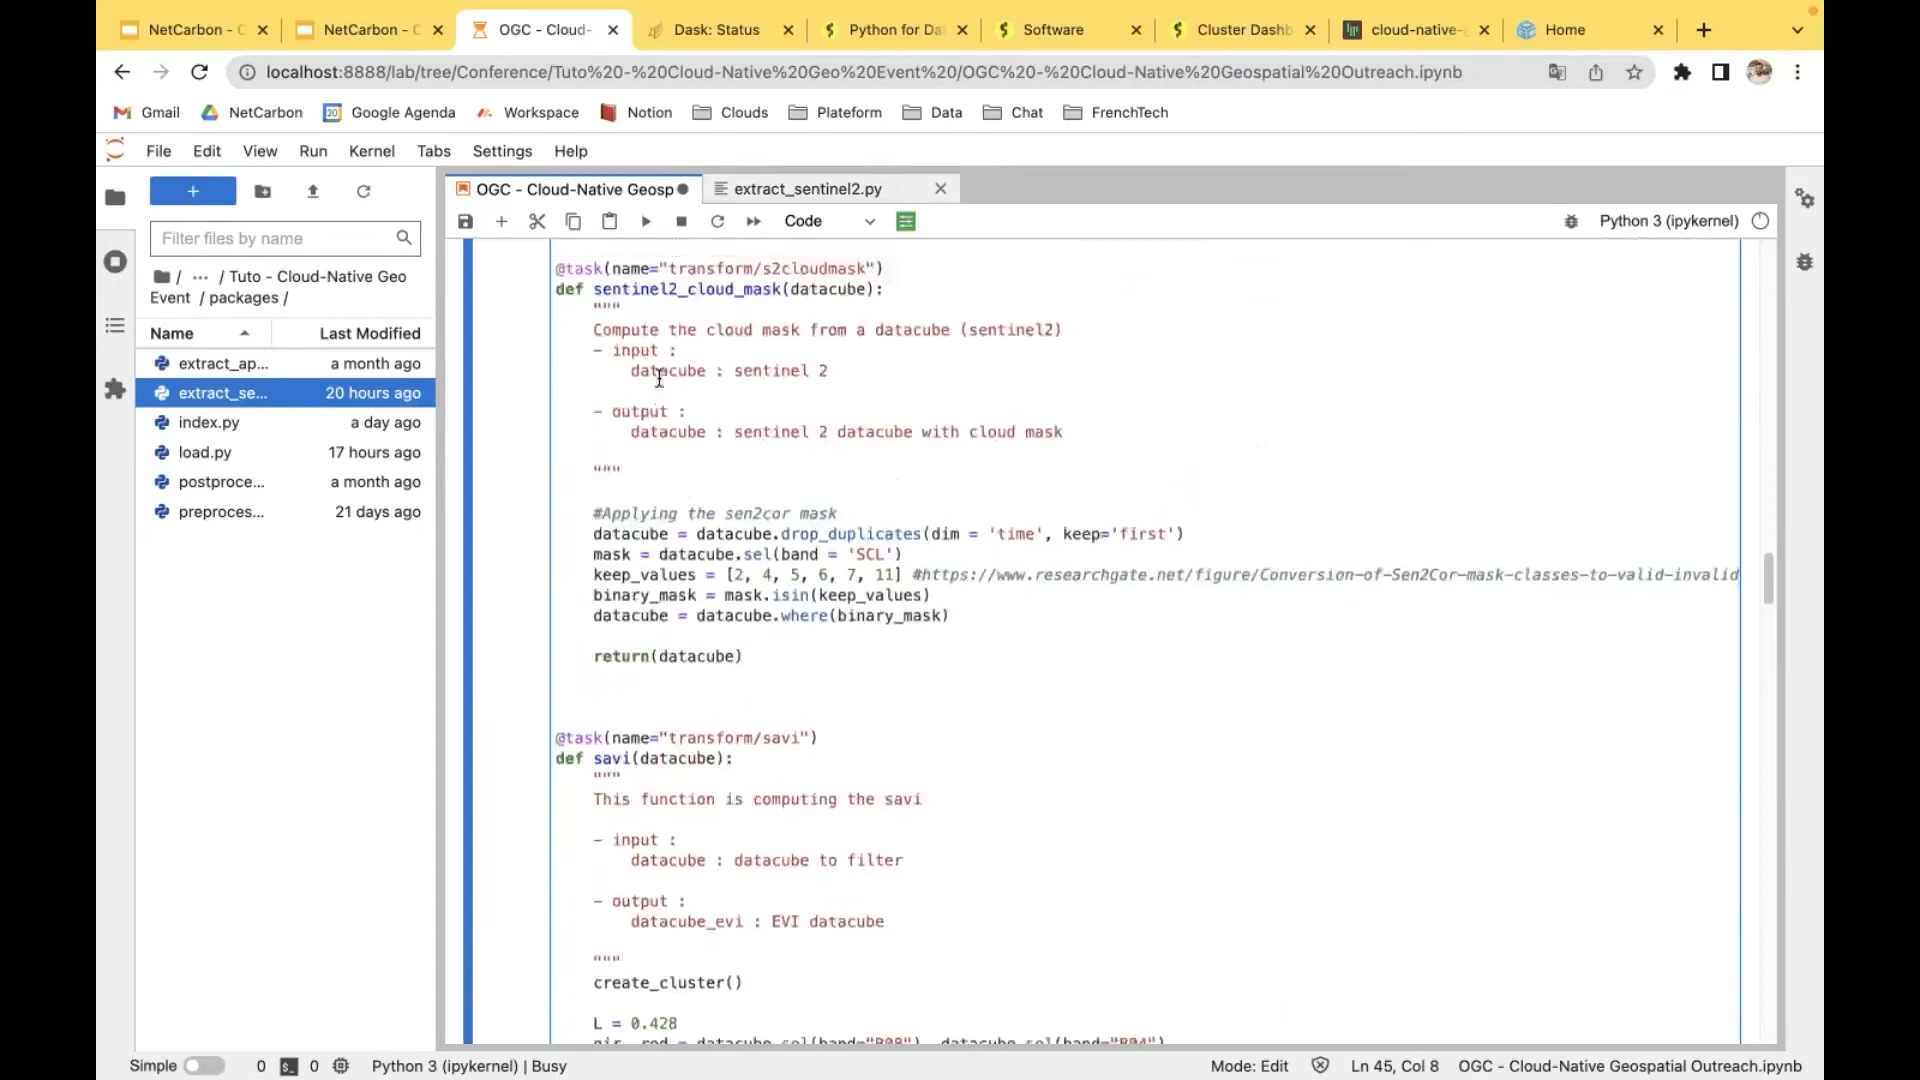 NetCarbon - C
NetCarbon - C
OGC - Cloud-
Dask: Status
Python for Dat
Software
Cluster Dashb
cloud-native-
Home
localhost:8888/lab/tree/Conference/Tuto%20-%20Cloud-Native%20Geo%20Event%20/OGC%20-%20Cloud-Native%20Geospatial%20Outreach.ipynb
Gmail NetCarbon Google Agenda Workspace Notion Clouds Plateform Data Chat FrenchTech
File Edit View Run Kernel Tabs Settings Help
OGC - Cloud-Native Geosp
extract_sentinel2.py
Code
Python 3 (ipykernel)
Filter files by name
/ ... / Tuto - Cloud-Native Geo
Event / packages /
Name Last Modified
extract_ap... a month ago
extract_se... 20 hours ago
index.py a day ago
load.py 17 hours ago
postproce... a month ago
preproces... 21 days ago
@task(name="transform/s2cloudmask")
def sentinel2_cloud_mask(datacube):
"""
Compute the cloud mask from a datacube (sentinel2)
- input :
datacube : sentinel 2
- output :
datacube : sentinel 2 datacube with cloud mask
"""
#Applying the sen2cor mask
datacube = datacube.drop_duplicates(dim = 'time', keep='first')
mask = datacube.sel(band = 'SCL')
keep_values = [2, 4, 5, 6, 7, 11] #https://www.researchgate.net/figure/Conversion-of-Sen2Cor-mask-classes-to-valid-invalid
binary_mask = mask.isin(keep_values)
datacube = datacube.where(binary_mask)
return(datacube)
@task(name="transform/savi")
def savi(datacube):
"""
This function is computing the savi
- input :
datacube : datacube to filter
- output :
datacube_evi : EVI datacube
"""
create_cluster()
L = 0.428
nir, red = datacube.sel(band="B08"), datacube.sel(band="B04")
Simple 0 0 Python 3 (ipykernel) | Busy Mode: Edit Ln 45, Col 8 OGC - Cloud-Native Geospatial Outreach.ipynb